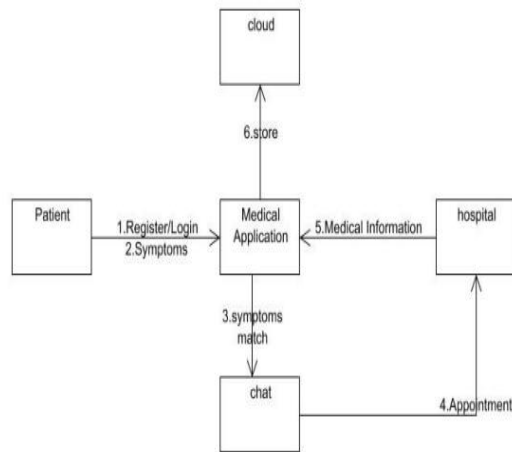 cloud
6.store
Patient
1.Register/Login
2.Symptoms
Medical
Application
5.Medical Information
hospital
3.symptoms
match
chat
4.Appointment